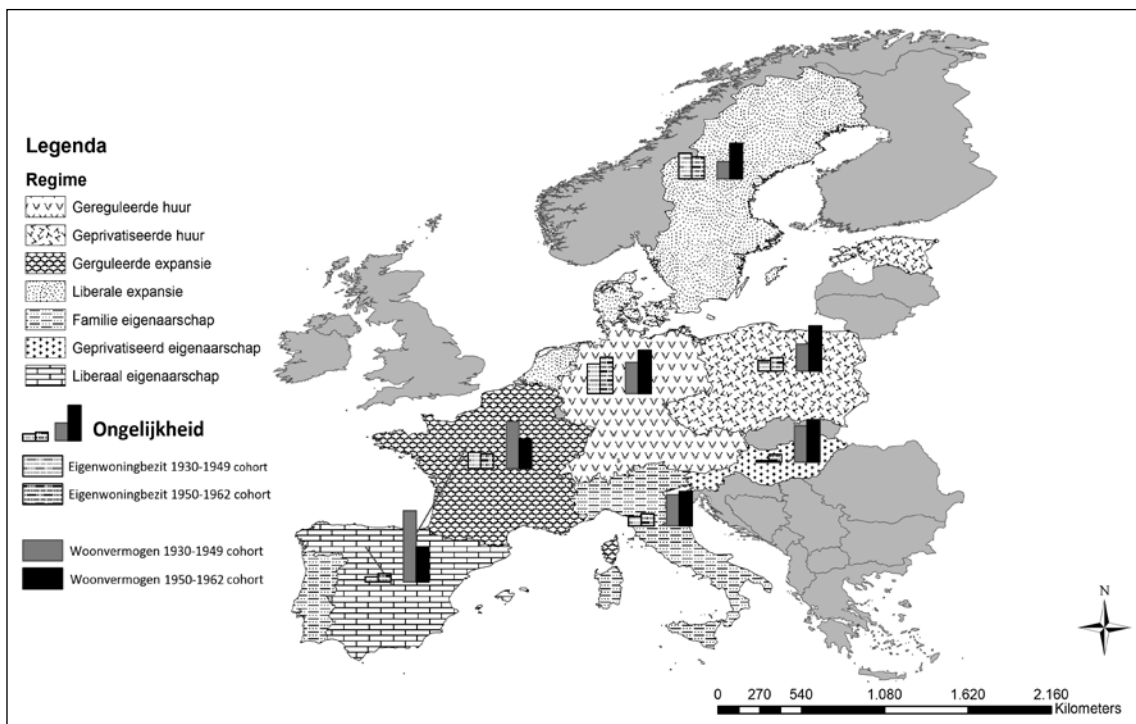 Legenda
Regime
Gereguleerde huur
Geprivatiseerde huur
Gerguleerde expansie
Liberale expansie
Familie eigenaarschap
Geprivatiseerd eigenaarschap
Liberaal eigenaarschap
Ongelijkheid
Eigenwoningbezit 1930-1949 cohort
Eigenwoningbezit 1950-1962 cohort
Woonvermogen 1930-1949 cohort
Woonvermogen 1950-1962 cohort
N
0 270 540 1.080 1.620 2.160
Kilometers